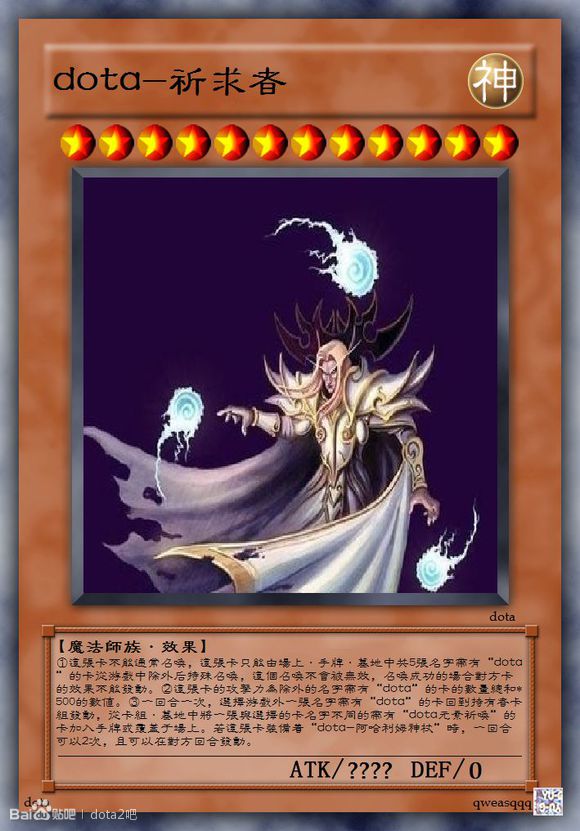 dota-祈求者
神
dota
【魔法師族·效果】
①這張卡不能通常召喚，這張卡只能由場上·手牌·墓地中共5張名字帶有“dota
”的卡從游戲中除外后特殊召喚，這個召喚不會被無效，召喚成功的場合對方卡
的效果不能發動。②這張卡的攻擊力為除外的名字帶有“dota”的卡的數量總和*
500的數值。③一回合一次，選擇游戲外一張名字帶有“dota”的卡回到持有者卡
組發動，從卡組·墓地中將一張與選擇的卡名字不同的帶有“dota元素祈喚”的
卡加入手牌或覆蓋于場上。若這張卡裝備着“dota-阿哈利姆神杖”時，一回合
可以2次，且可以在對方回合發動。
ATK/???? DEF/0
qweasqqq
Baidu貼吧 | dota2吧